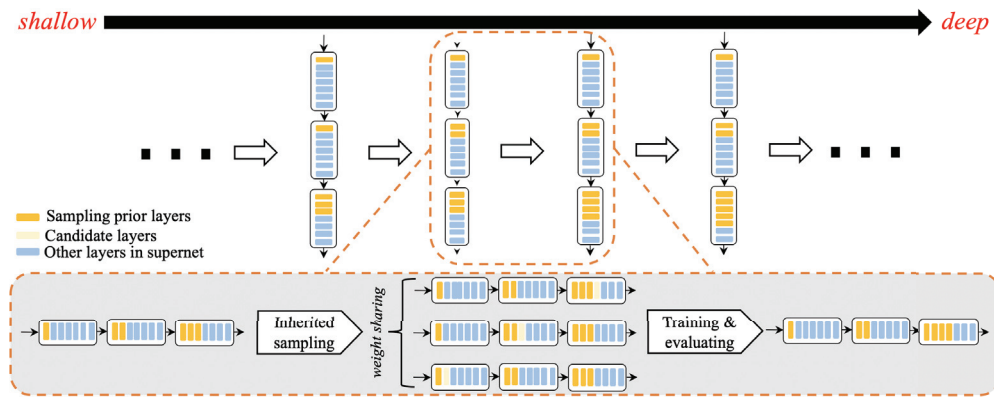 shallow
deep
Sampling prior layers
Candidate layers
Other layers in supernet
Inherited
sampling
weight sharing
Training &
evaluating